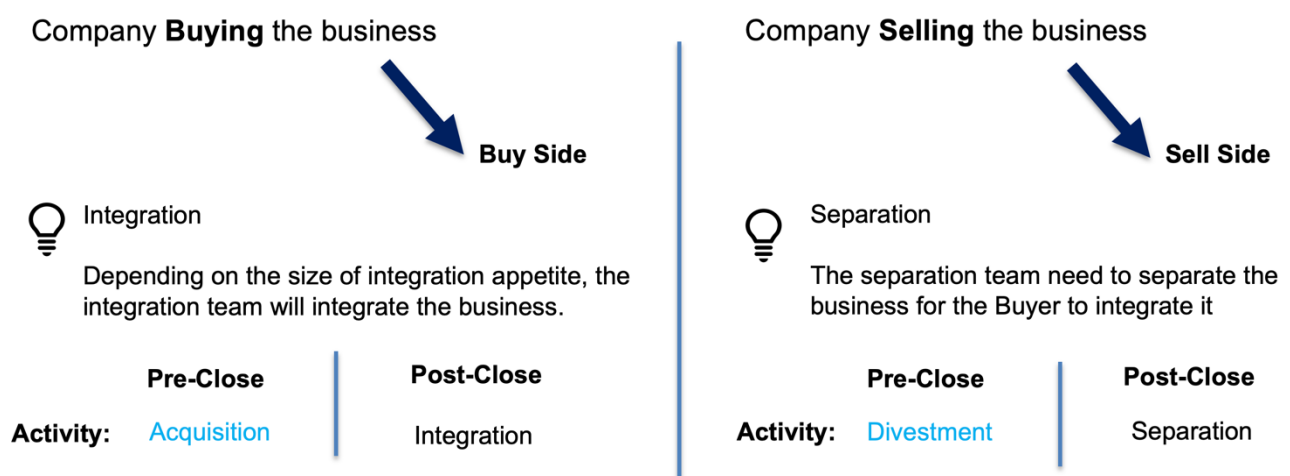 Company Buying the business
Buy Side
Integration
Depending on the size of integration appetite, the
integration team will integrate the business.
Pre-Close
Post-Close
Activity:
Acquisition
Integration
Company Selling the business
Sell Side
Separation
The separation team need to separate the
business for the Buyer to integrate it
Pre-Close
Post-Close
Activity:
Divestment
Separation